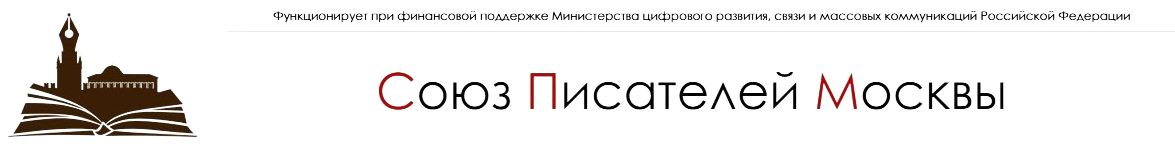 Функционирует при финансовой поддержке Министерства цифрового развития, связи и массовых коммуникаций Российской Федерации
Союз Писателей Москвы